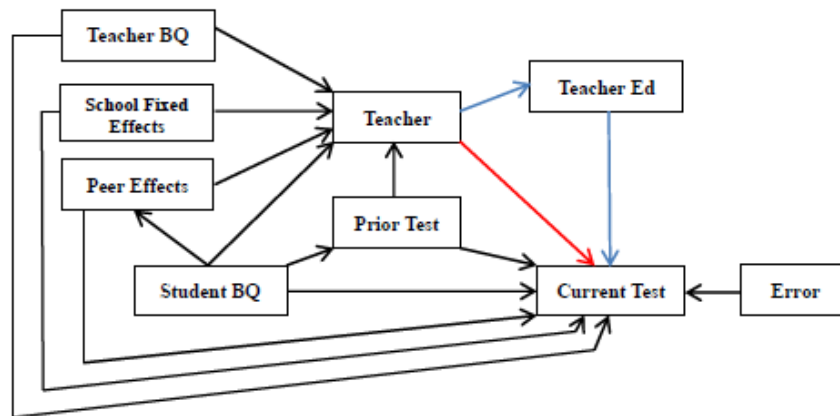 Teacher BQ
School Fixed
Effects
Teacher
Teacher Ed
Peer Effects
Prior Test
Student BQ
Current Test
Error